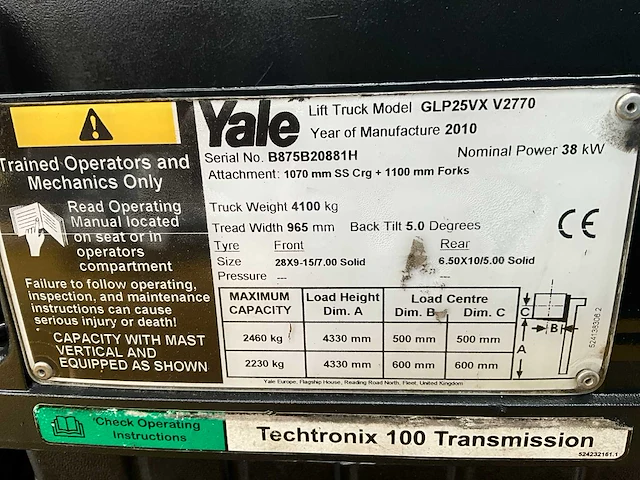 Trained Operators and
Mechanics Only
Read Operating
Manual located
on seat or in
operators
compartment
Failure to follow operating,
inspection, and maintenance
instructions can cause
serious injury or death!
CAPACITY WITH MAST
VERTICAL AND
EQUIPPED AS SHOWN
Yale
Lift Truck Model GLP25VX V2770
Year of Manufacture 2010
Serial No. B875B20881H Nominal Power 38 kW
Attachment: 1070 mm SS Crg + 1100 mm Forks
Truck Weight 4100 kg
Tread Width 965 mm Back Tilt 5.0 Degrees
Tyre Front Rear
Size 28X9-15/7.00 Solid 6.50X10/5.00 Solid
Pressure --- ---
CE
MAXIMUM CAPACITY Load Height Dim. A Load Centre Dim. B Dim. C
2460 kg 4330 mm 500 mm 500 mm
2230 kg 4330 mm 600 mm 600 mm
C
B
A
524138306.2
Yale Europe, Flagship House, Reading Road North, Fleet, United Kingdom
Check Operating
Instructions
Techtronix 100 Transmission
524232161.1